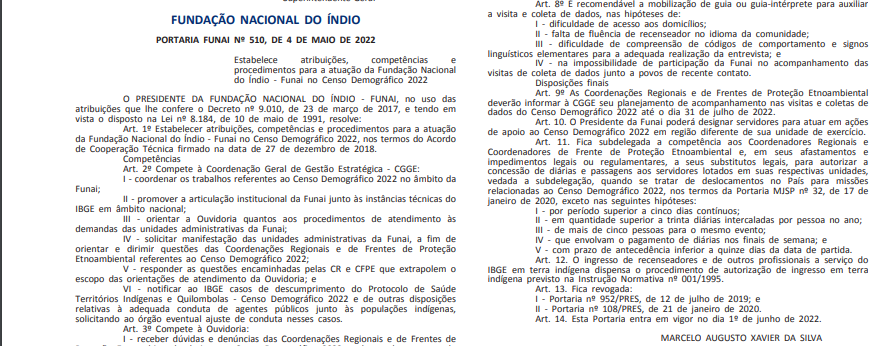 FUNDAÇÃO NACIONAL DO ÍNDIO
PORTARIA FUNAI Nº 510, DE 4 DE MAIO DE 2022
Estabelece atribuições, competências e
procedimentos para a atuação da Fundação Nacional
do Índio - Funai no Censo Demográfico 2022
O PRESIDENTE DA FUNDAÇÃO NACIONAL DO ÍNDIO - FUNAI, no uso das
atribuições que lhe confere o Decreto nº 9.010, de 23 de março de 2017, e tendo em
vista o disposto na Lei nº 8.184, de 10 de maio de 1991, resolve:
Art. 1º Estabelecer atribuições, competências e procedimentos para a atuação
da Fundação Nacional do Índio - Funai no Censo Demográfico 2022, nos termos do Acordo
de Cooperação Técnica firmado na data de 27 de dezembro de 2018.
Competências
Art. 2º Compete à Coordenação Geral de Gestão Estratégica - CGGE:
I - coordenar os trabalhos referentes ao Censo Demográfico 2022 no âmbito da
Funai;
II - promover a articulação institucional da Funai junto às instâncias técnicas do
IBGE em âmbito nacional;
III - orientar a Ouvidoria quantos aos procedimentos de atendimento às
demandas das unidades administrativas da Funai;
IV - solicitar manifestação das unidades administrativas da Funai, a fim de
orientar e dirimir questões das Coordenações Regionais e de Frentes de Proteção
Etnoambiental referentes ao Censo Demográfico 2022;
V - responder as questões encaminhadas pelas CR e CFPE que extrapolem o
escopo das orientações de atendimento da Ouvidoria; e
VI - notificar ao IBGE casos de descumprimento do Protocolo de Saúde
Territórios Indígenas e Quilombolas - Censo Demográfico 2022 e de outras disposições
relativas à adequada conduta de agentes públicos junto às populações indígenas,
solicitando ao órgão eventual ajuste de conduta nesses casos.
Art. 3º Compete à Ouvidoria:
I - receber dúvidas e denúncias das Coordenações Regionais e de Frentes de
Art. 8º É recomendável a mobilização de guia ou guia-intérprete para auxiliar
a visita e coleta de dados, nas hipóteses de:
I - dificuldade de acesso aos domicílios;
II - falta de fluência de recenseador no idioma da comunidade;
III - dificuldade de compreensão de códigos de comportamento e signos
linguísticos elementares para a adequada realização da entrevista; e
IV - na impossibilidade de participação da Funai no acompanhamento das
visitas de coleta de dados junto a povos de recente contato.
Disposições finais
Art. 9º As Coordenações Regionais e de Frentes de Proteção Etnoambiental
deverão informar à CGGE seu planejamento de acompanhamento nas visitas e coletas de
dados do Censo Demográfico 2022 até o dia 31 de julho de 2022.
Art. 10. O Presidente da Funai poderá designar servidores para atuar em ações
de apoio ao Censo Demográfico 2022 em região diferente de sua unidade de exercício.
Art. 11. Fica subdelegada a competência aos Coordenadores Regionais e
Coordenadores de Frente de Proteção Etnoambiental e, em seus afastamentos e
impedimentos legais ou regulamentares, a seus substitutos legais, para autorizar a
concessão de diárias e passagens aos servidores lotados em suas respectivas unidades,
vedada a subdelegação, quando se tratar de deslocamentos no País para missões
relacionadas ao Censo Demográfico 2022, nos termos da Portaria MJSP nº 32, de 17 de
janeiro de 2020, exceto nas seguintes hipóteses:
I - por período superior a cinco dias contínuos;
II - em quantidade superior a trinta diárias intercaladas por pessoa no ano;
III - de mais de cinco pessoas para o mesmo evento;
IV - que envolvam o pagamento de diárias nos finais de semana; e
V - com prazo de antecedência inferior a quinze dias da data de partida.
Art. 12. O ingresso de recenseadores e de outros profissionais a serviço do
IBGE em terra indígena dispensa o procedimento de autorização de ingresso em terra
indígena previsto na Instrução Normativa nº 001/1995.
Art. 13. Fica revogada:
I - Portaria nº 952/PRES, de 12 de julho de 2019; e
II - Portaria nº 108/PRES, de 21 de janeiro de 2020.
Art. 14. Esta Portaria entra em vigor no dia 1º de junho de 2022.
MARCELO AUGUSTO XAVIER DA SILVA